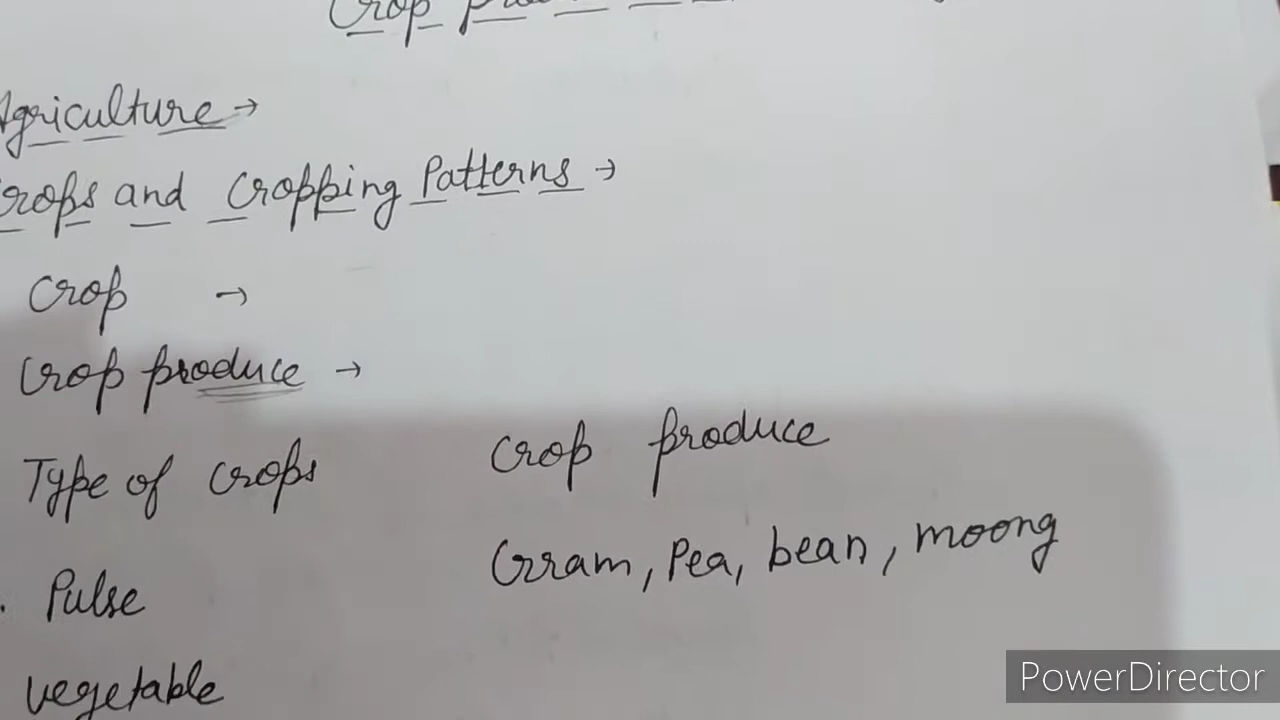 Crop
Agriculture →
Crops and Cropping Patterns →
Crop →
Crop produce →
Type of crops Crop produce
Pulse Gram, Pea, bean, moong
vegetable
PowerDirector